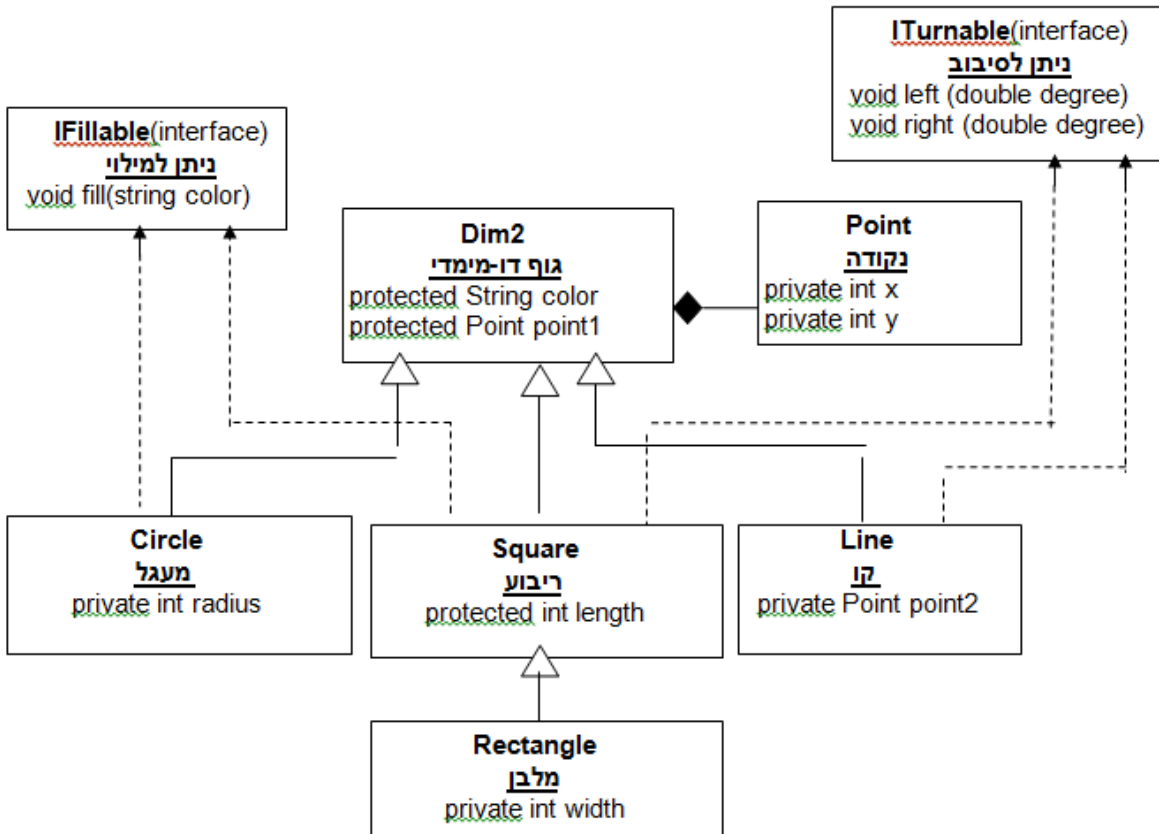 ITurnable(interface)
ניתן לסיבוב
void left (double degree)
void right (double degree)
IFillable(interface)
ניתן למילוי
void fill(string color)
Dim2
גוף דו-מימדי
protected String color
protected Point point1
Point
נקודה
private int x
private int y
Circle
מעגל
private int radius
Square
ריבוע
protected int length
Line
קו
private Point point2
Rectangle
מלבן
private int width